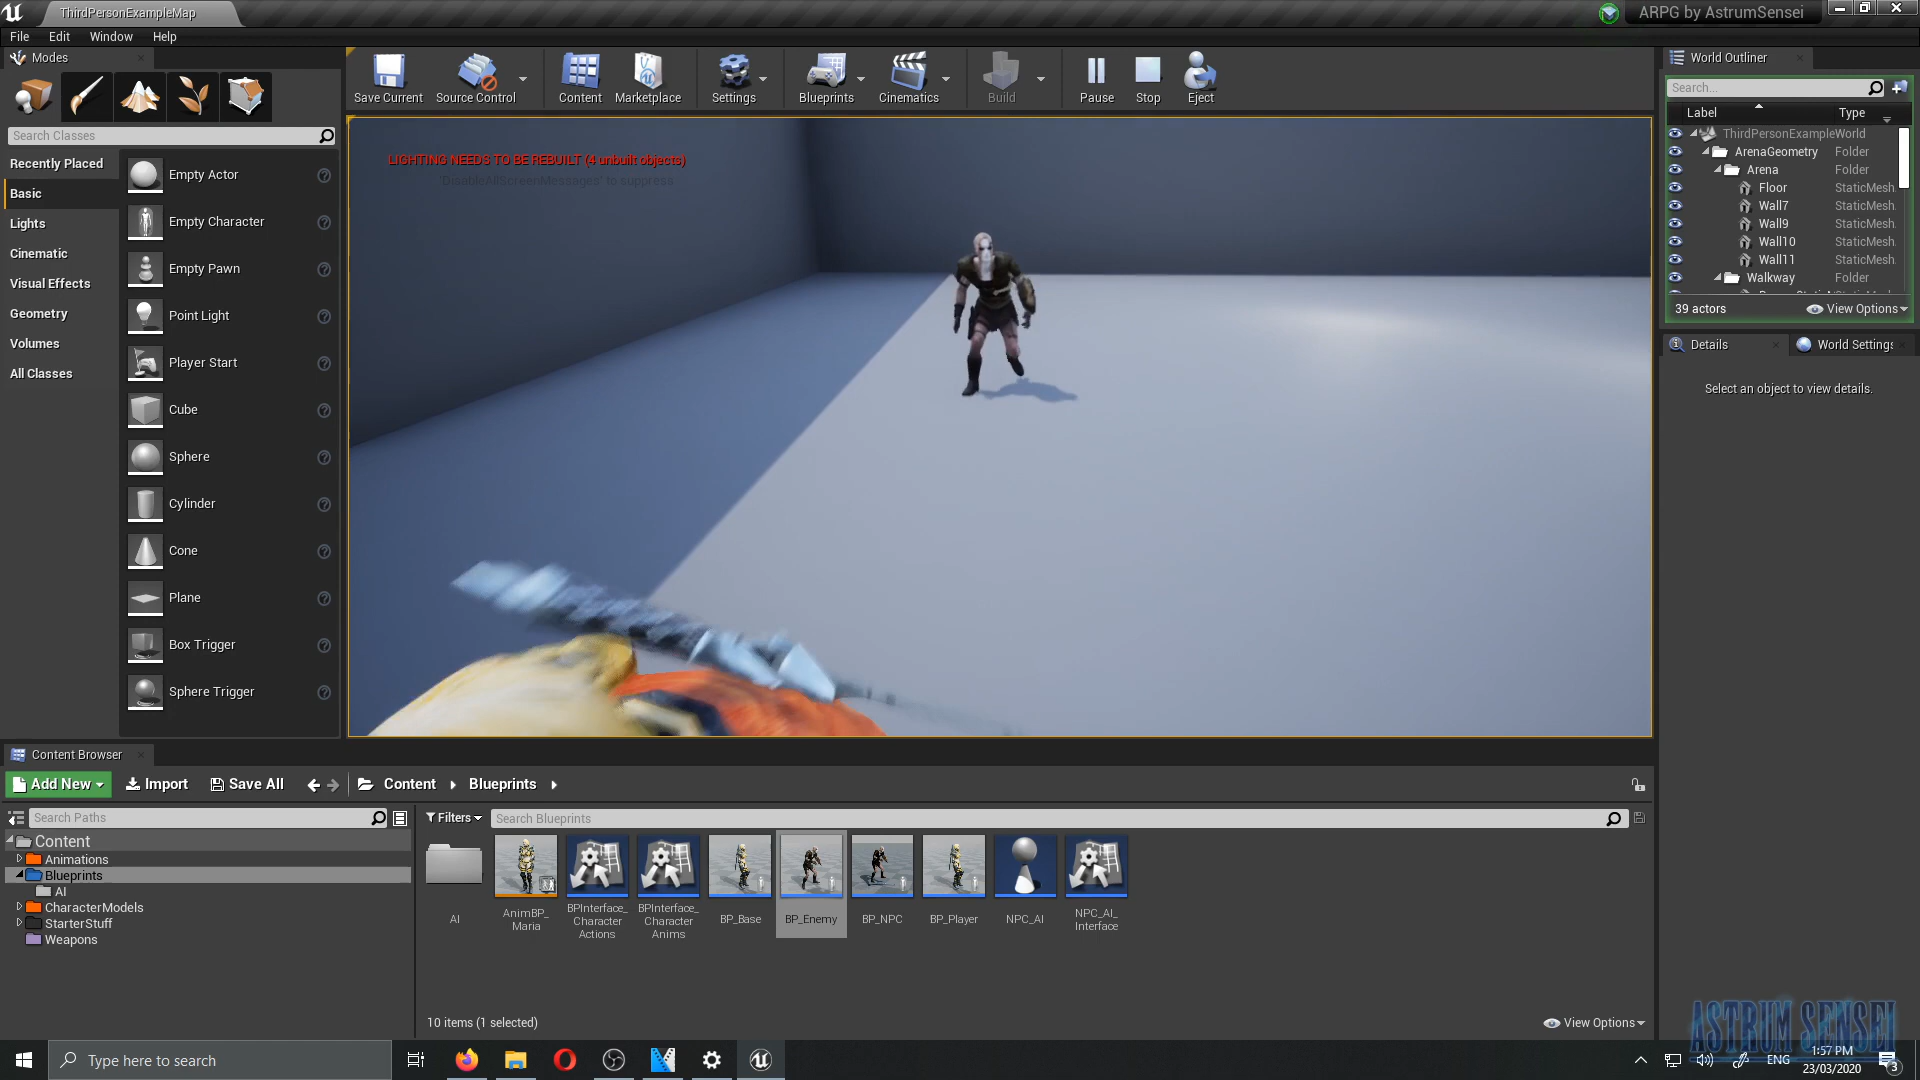 ThirdPersonExampleMap
ARPG by AstrumSensei
File Edit Window Help
Modes
Save Current
Source Control
Content
Marketplace
Settings
Blueprints
Cinematics
Build
Pause
Stop
Eject
Search Classes
Recently Placed
Basic
Lights
Cinematic
Visual Effects
Geometry
Volumes
All Classes
Empty Actor
Empty Character
Empty Pawn
Point Light
Player Start
Cube
Sphere
Cylinder
Cone
Plane
Box Trigger
Sphere Trigger
LIGHTING NEEDS TO BE REBUILT (4 unbuilt objects)
'DisableAllScreenMessages' to suppress
World Outliner
Search...
Label Type
ThirdPersonExampleWorld
ArenaGeometry Folder
Arena Folder
Floor StaticMesh
Wall7 StaticMesh
Wall9 StaticMesh
Wall10 StaticMesh
Wall11 StaticMesh
Walkway Folder
39 actors View Options
Details World Settings
Select an object to view details.
Content Browser
Add New Import Save All Content Blueprints
Search Paths
Filters Search Blueprints
Content
Animations
Blueprints
AI
CharacterModels
StarterStuff
Weapons
AI
AnimBP_
Maria
BPInterface_
Character
Actions
BPInterface_
Character
Anims
BP_Base
BP_Enemy
BP_NPC
BP_Player
NPC_AI
NPC_AI_
Interface
10 items (1 selected) View Options
ASTRUM SENSEI
Type here to search
ENG
1:57 PM
23/03/2020
3